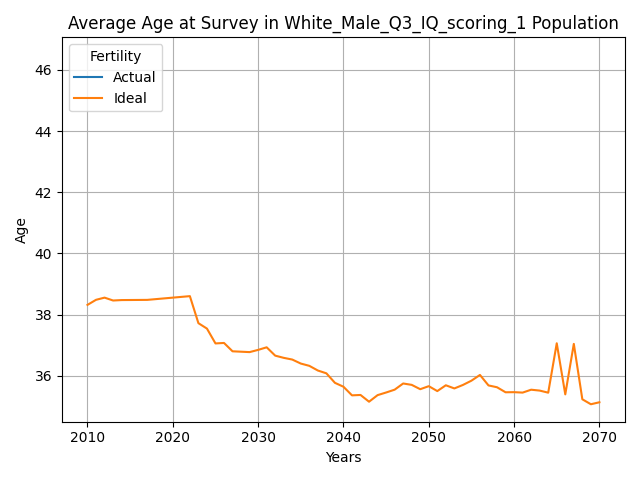 Average Age at Survey in White_Male_Q3_IQ_scoring_1 Population
Fertility
Actual
Ideal
46
44
42
40
38
36
Age
2010 2020 2030 2040 2050 2060 2070
Years